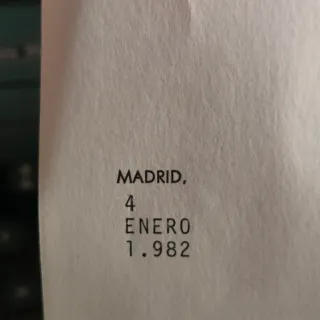 MADRID,
4
ENERO
1.982